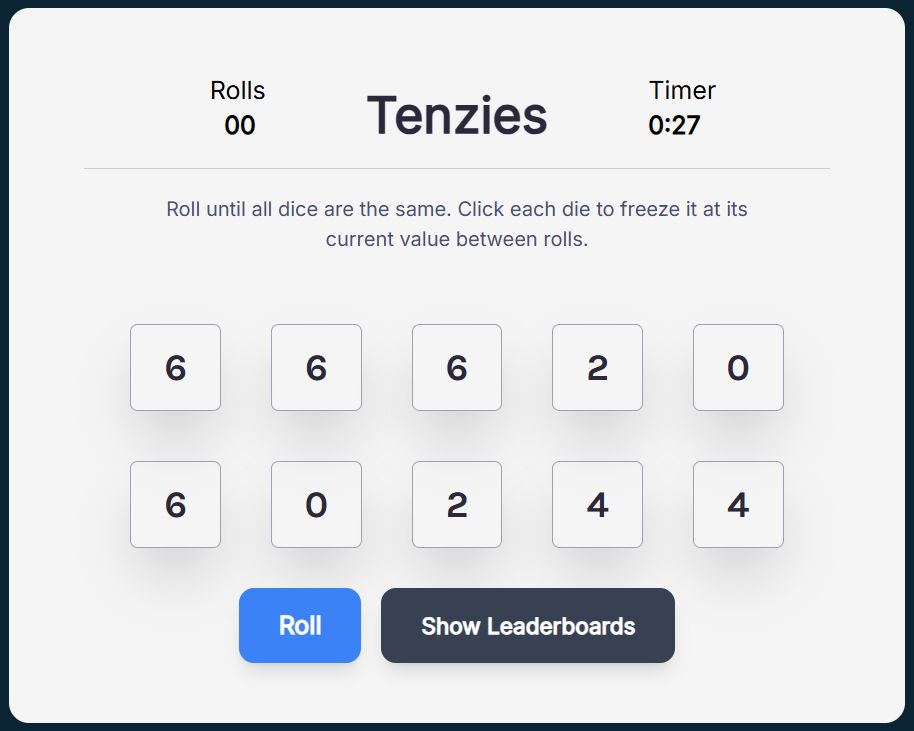 Rolls
00
Tenzies
Timer
0:27
Roll until all dice are the same. Click each die to freeze it at its
current value between rolls.
6 6 6 2 0
6 0 2 4 4
Roll
Show Leaderboards